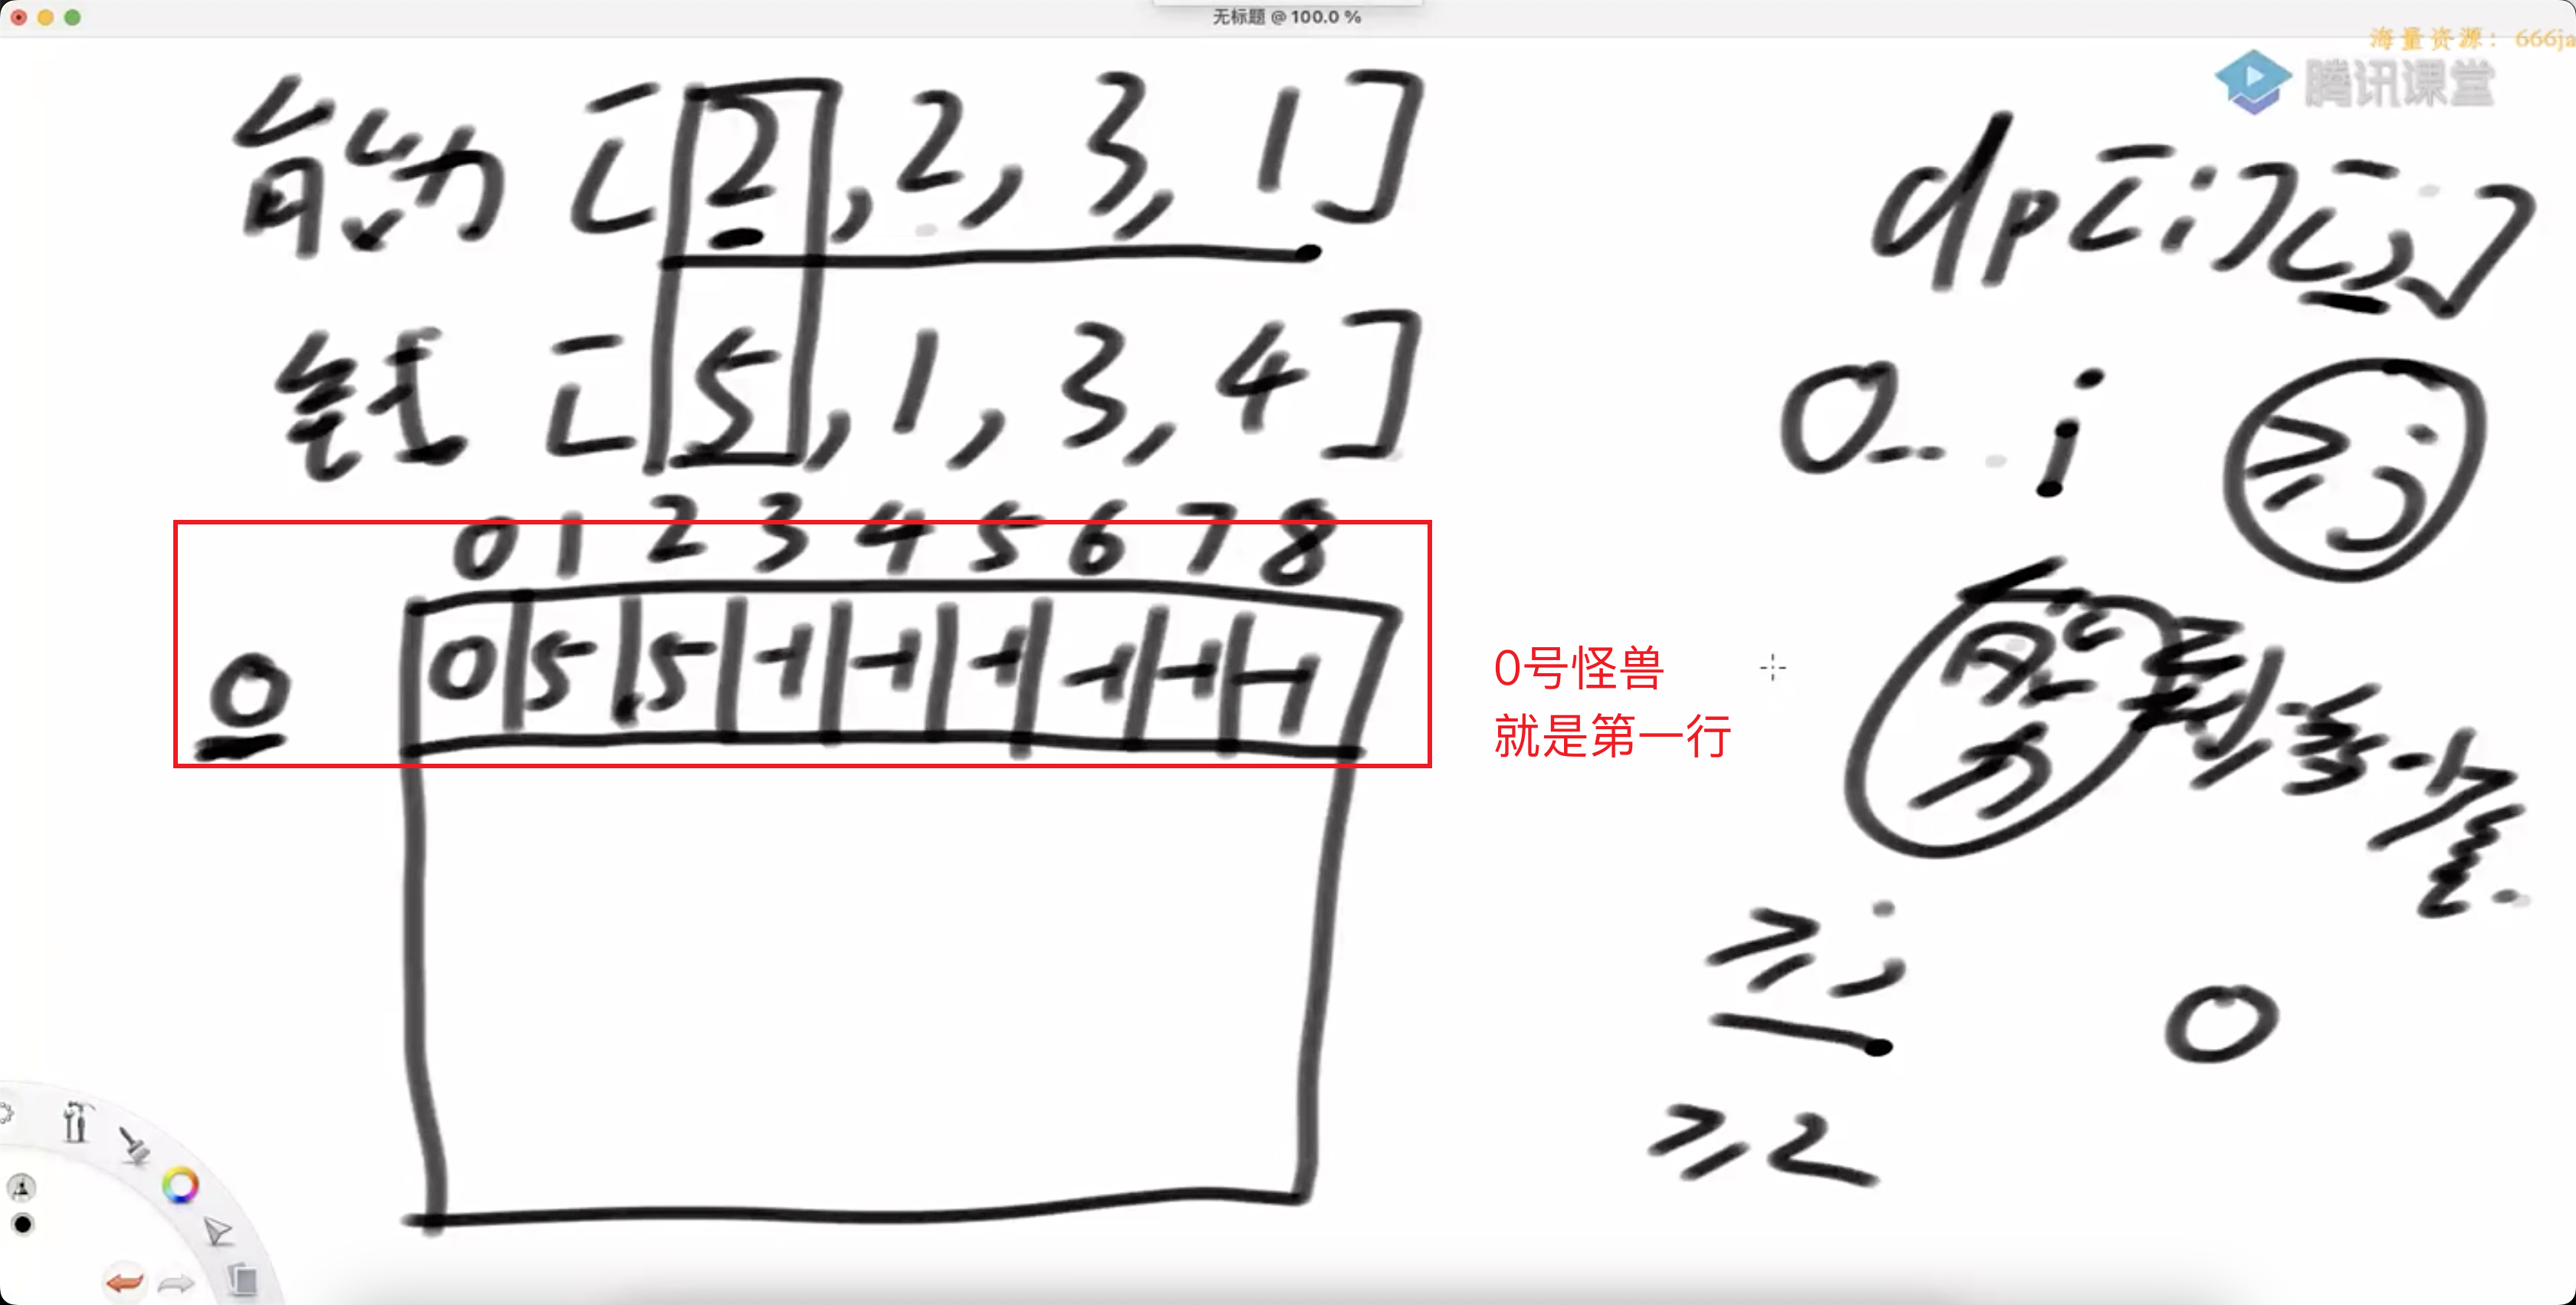 无标题 @ 100.0 %
海量资源：666ja
腾讯课堂
能力 [2,2,3,1]
钱 [5,1,3,4]
dp[i][j]
0... i ≥j
0 1 2 3 4 5 6 7 8
0 0 5 5 -1 -1 -1 -1 -1 -1
0号怪兽
就是第一行
能力
到多少
≥j
0
≥2